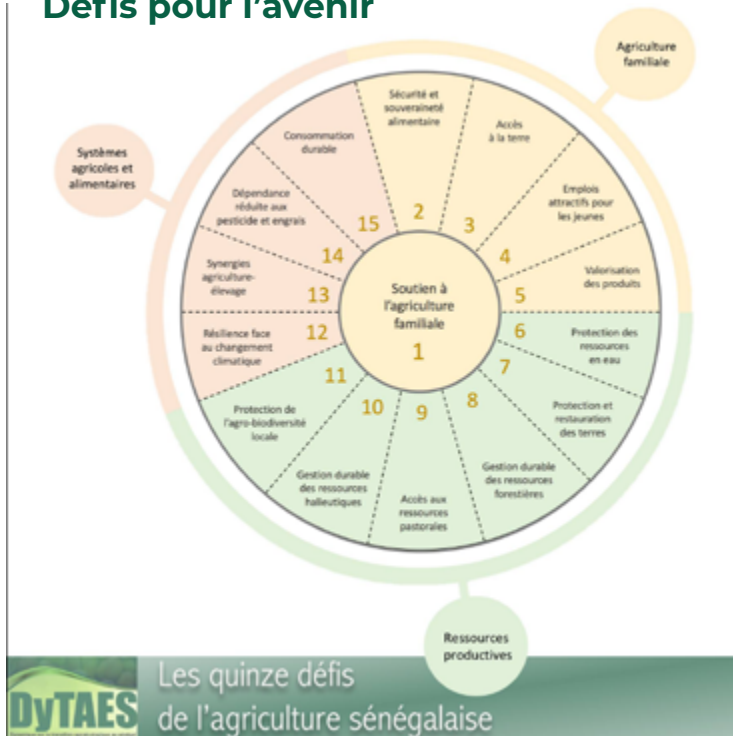 Défis pour l'avenir
Agriculture
familiale
Systèmes
agricoles et
alimentaires
Sécurité et
souveraineté
alimentaire
2
Accès
à la terre
3
Emplois
attractifs pour
les jeunes
4
Valorisation
des produits
5
Protection des
ressources
en eau
6
Protection et
restauration
des terres
7
Gestion durable
des ressources
forestières
8
Accès aux
ressources
pastorales
9
Gestion durable
des ressources
halieutiques
10
Protection de
l'agro-biodiversité
locale
11
Résilience face
au changement
climatique
12
Synergies
agriculture-
élevage
13
Dépendance
réduite aux
pesticide et engrais
14
Consommation
durable
15
Soutien à
l'agriculture
familiale
1
Ressources
productives
DyTAES
Les quinze défis
de l'agriculture sénégalaise